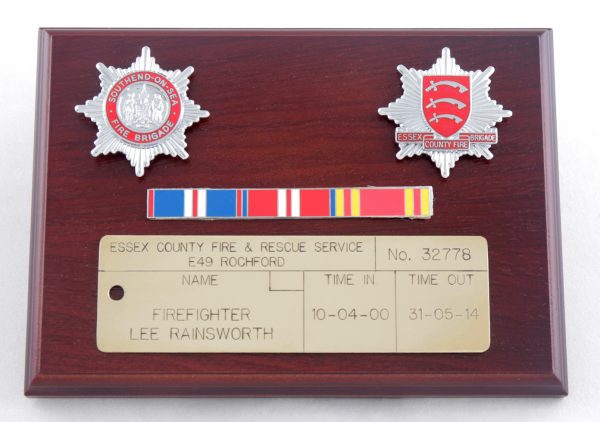 SOUTHEND-ON-SEA
FIRE BRIGADE
ESSEX BRIGADE
COUNTY FIRE
ESSEX COUNTY FIRE & RESCUE SERVICE
E49 ROCHFORD
No. 32778
NAME
TIME IN
TIME OUT
FIREFIGHTER
LEE RAINSWORTH
10-04-00
31-05-14